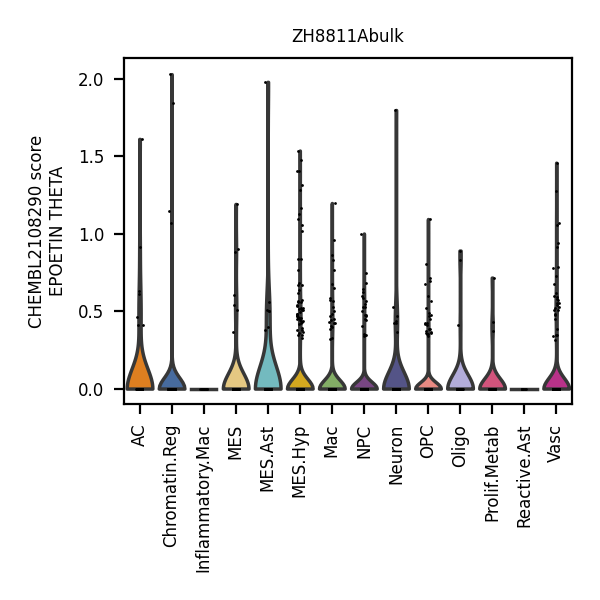 ZH8811Abulk
CHEMBL2108290 score
EPOETIN THETA
2.0
1.5
1.0
0.5
0.0
AC
Chromatin.Reg
Inflammatory.Mac
MES
MES.Ast
MES.Hyp
Mac
NPC
Neuron
OPC
Oligo
Prolif.Metab
Reactive.Ast
Vasc